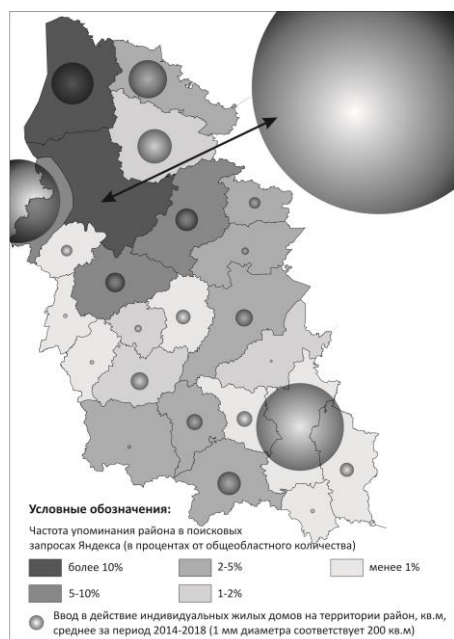 Условные обозначения:
Частота упоминания района в поисковых
запросах Яндекса (в процентах от общеобластного количества)
более 10%
2-5%
менее 1%
5-10%
1-2%
Ввод в действие индивидуальных жилых домов на территории район, кв.м,
среднее за период 2014-2018 (1 мм диаметра соответствует 200 кв.м)